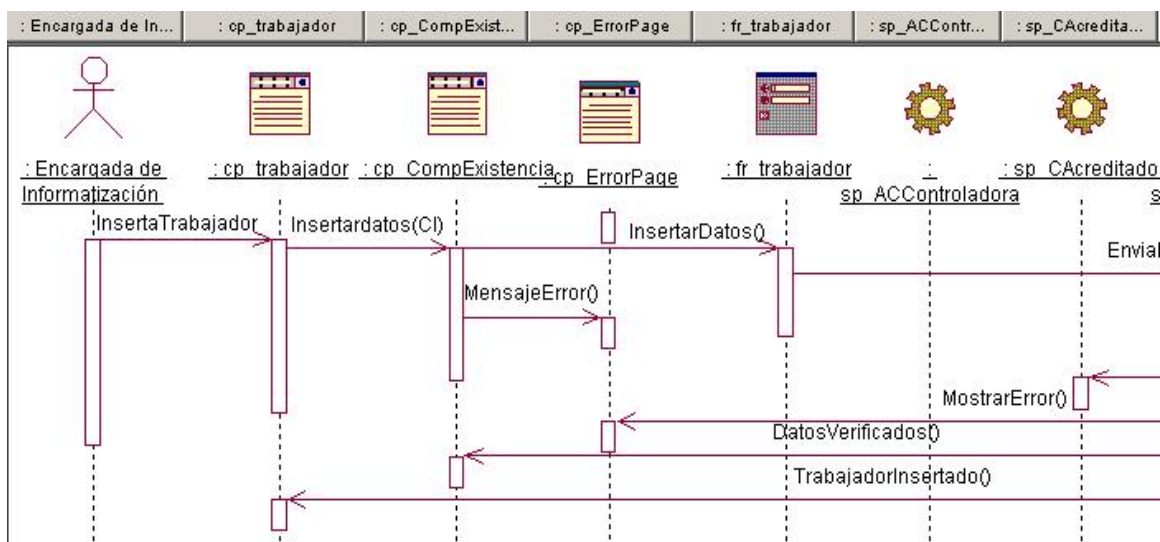 : Encargada de In...
: cp_trabajador
: cp_CompExist...
: cp_ErrorPage
: fr_trabajador
: sp_ACContr...
: sp_CAcredita...
: Encargada de
Informatización
: cp_trabajador
: cp_CompExistencia
: cp_ErrorPage
: fr_trabajador
:
sp_ACControladora
: sp_CAcreditado
s
InsertaTrabajador
Insertardatos(CI)
InsertarDatos()
Envial
MensajeError()
MostrarError()
DatosVerificados()
TrabajadorInsertado()